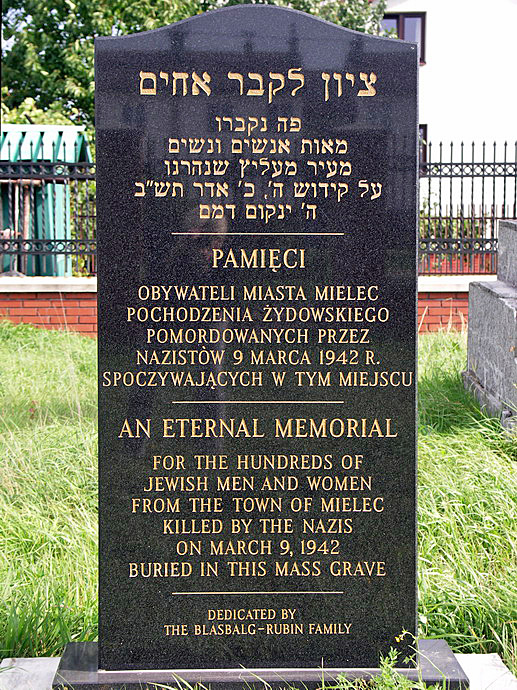 ציון לקבר אחים
פה נקברו
מאות אנשים ונשים
מעיר מעליץ שנהרגו
על קידוש ה׳ כ׳ אדר תש״ב
ה׳ ינקום דמם
PAMIĘCI
OBYWATELI MIASTA MIELEC
POCHODZENIA ŻYDOWSKIEGO
POMORDOWANYCH PRZEZ
NAZISTÓW 9 MARCA 1942 R.
SPOCZYWAJĄCYCH W TYM MIEJSCU
AN ETERNAL MEMORIAL
FOR THE HUNDREDS OF
JEWISH MEN AND WOMEN
FROM THE TOWN OF MIELEC
KILLED BY THE NAZIS
ON MARCH 9, 1942
BURIED IN THIS MASS GRAVE
DEDICATED BY
THE BLASBALG-RUBIN FAMILY